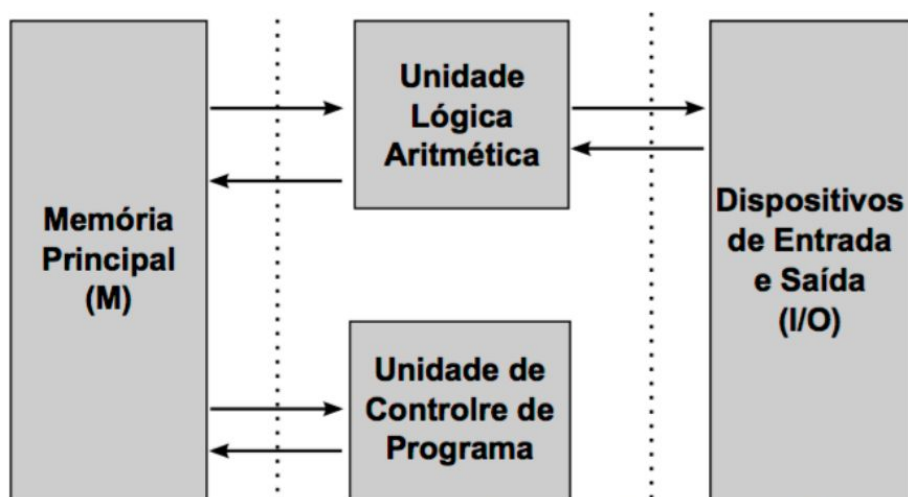 Memória
Principal
(M)
Unidade
Lógica
Aritmética
Unidade de
Controlre de
Programa
Dispositivos
de Entrada
e Saída
(I/O)